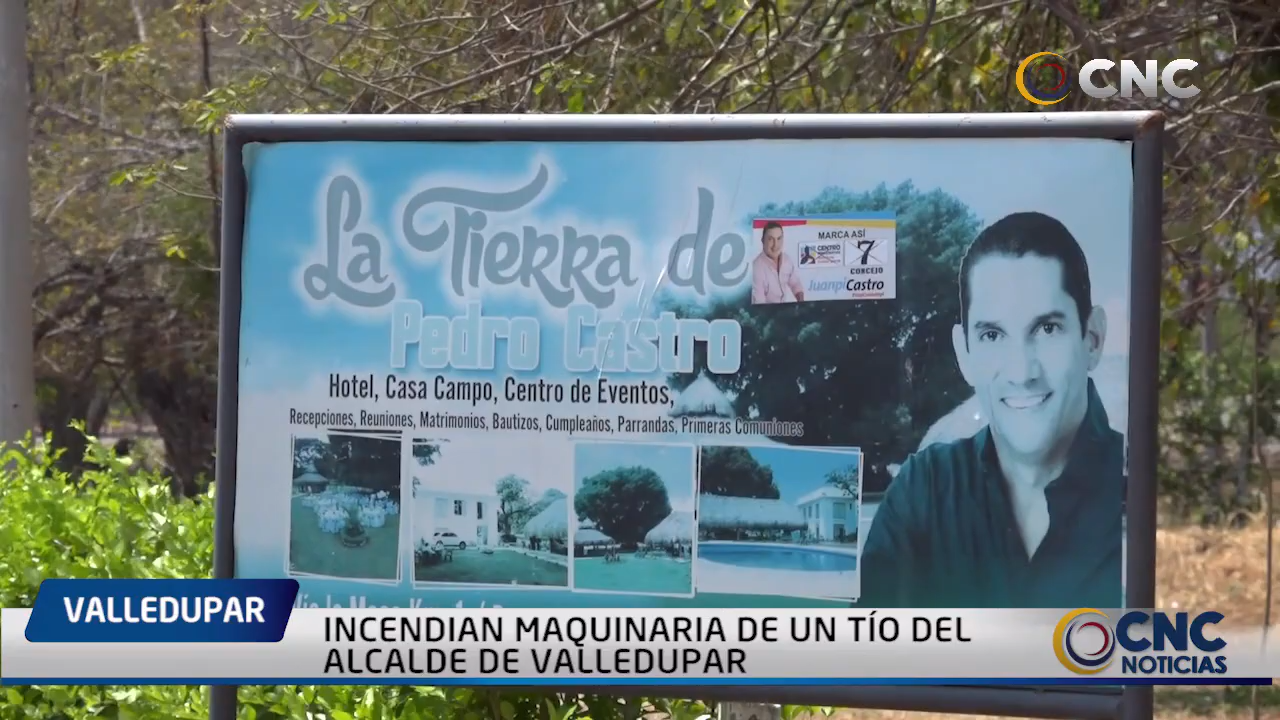 CNC
La Tierra de
Pedro Castro
Hotel, Casa Campo, Centro de Eventos,
Recepciones, Reuniones, Matrimonios, Bautizos, Cumpleaños, Parrandas, Primeras Comuniones
MARCA ASÍ
CENTRO
7
CONCEJO
JuanpiCastro
VALLEDUPAR
INCENDIAN MAQUINARIA DE UN TÍO DEL
ALCALDE DE VALLEDUPAR
CNC
NOTICIAS